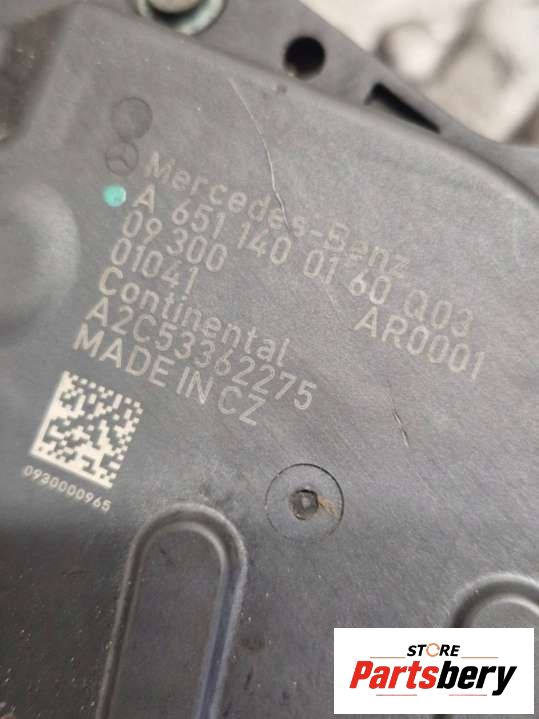 Mercedes-Benz
A 651 140 01 60 Q03
09 300 AR0001
01041
Continental
A2C53362275
MADE IN CZ
0930000965
STORE
Partsbery